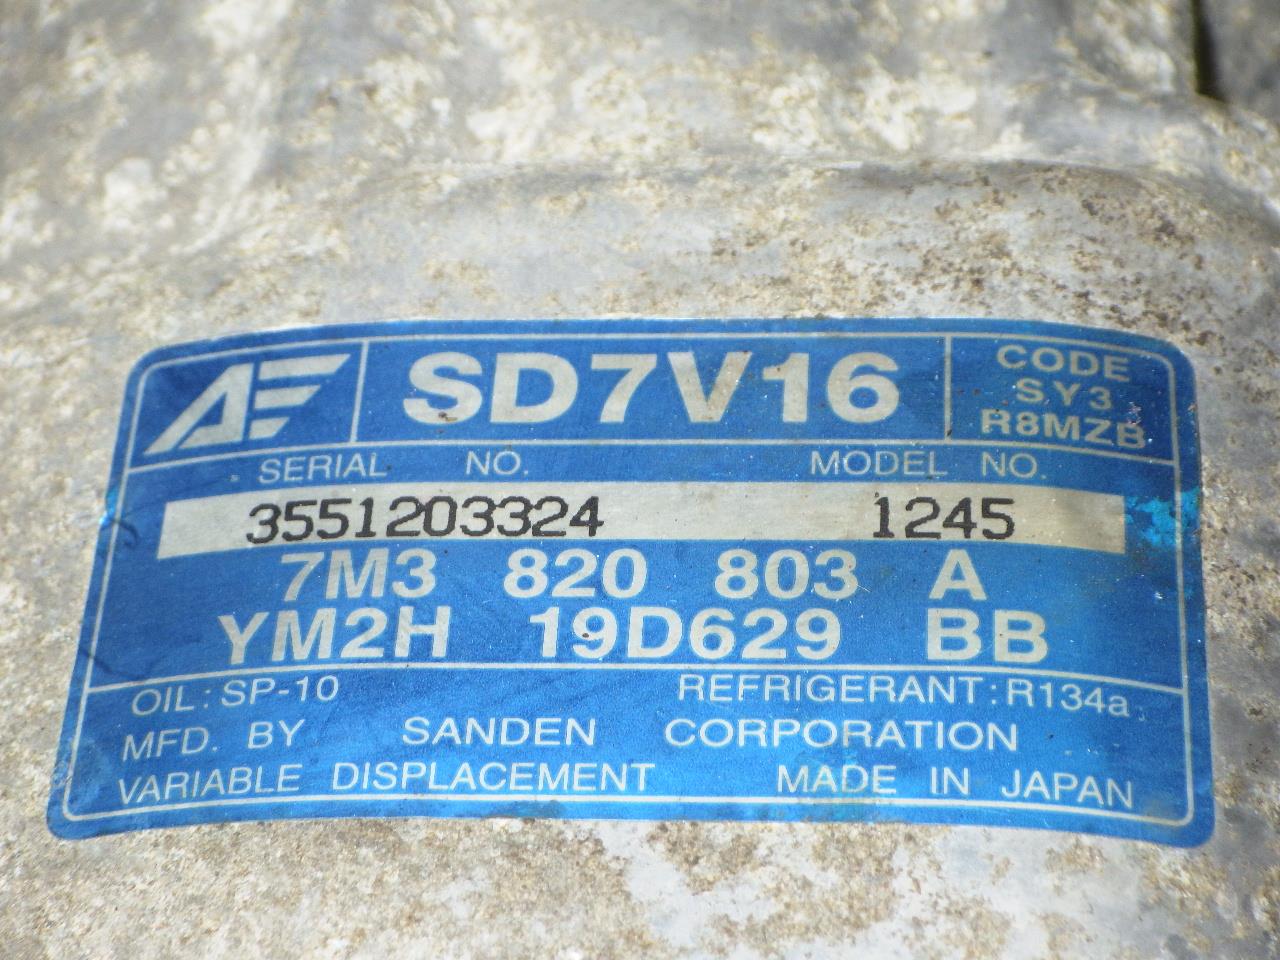 AE
SD7V16
CODE
SY3
R8MZB
SERIAL NO. MODEL NO.
3551203324 1245
7M3 820 803 A
YM2H 19D629 BB
OIL: SP-10 REFRIGERANT: R134a
MFD. BY SANDEN CORPORATION
VARIABLE DISPLACEMENT MADE IN JAPAN